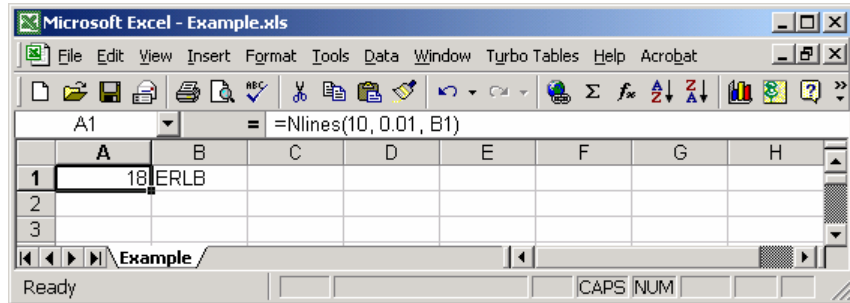 Microsoft Excel - Example.xls
File Edit View Insert Format Tools Data Window Turbo Tables Help Acrobat
A1 = =Nlines(10, 0.01, B1)
A B C D E F G H
1 18 ERLB
2
3
Example
Ready CAPS NUM